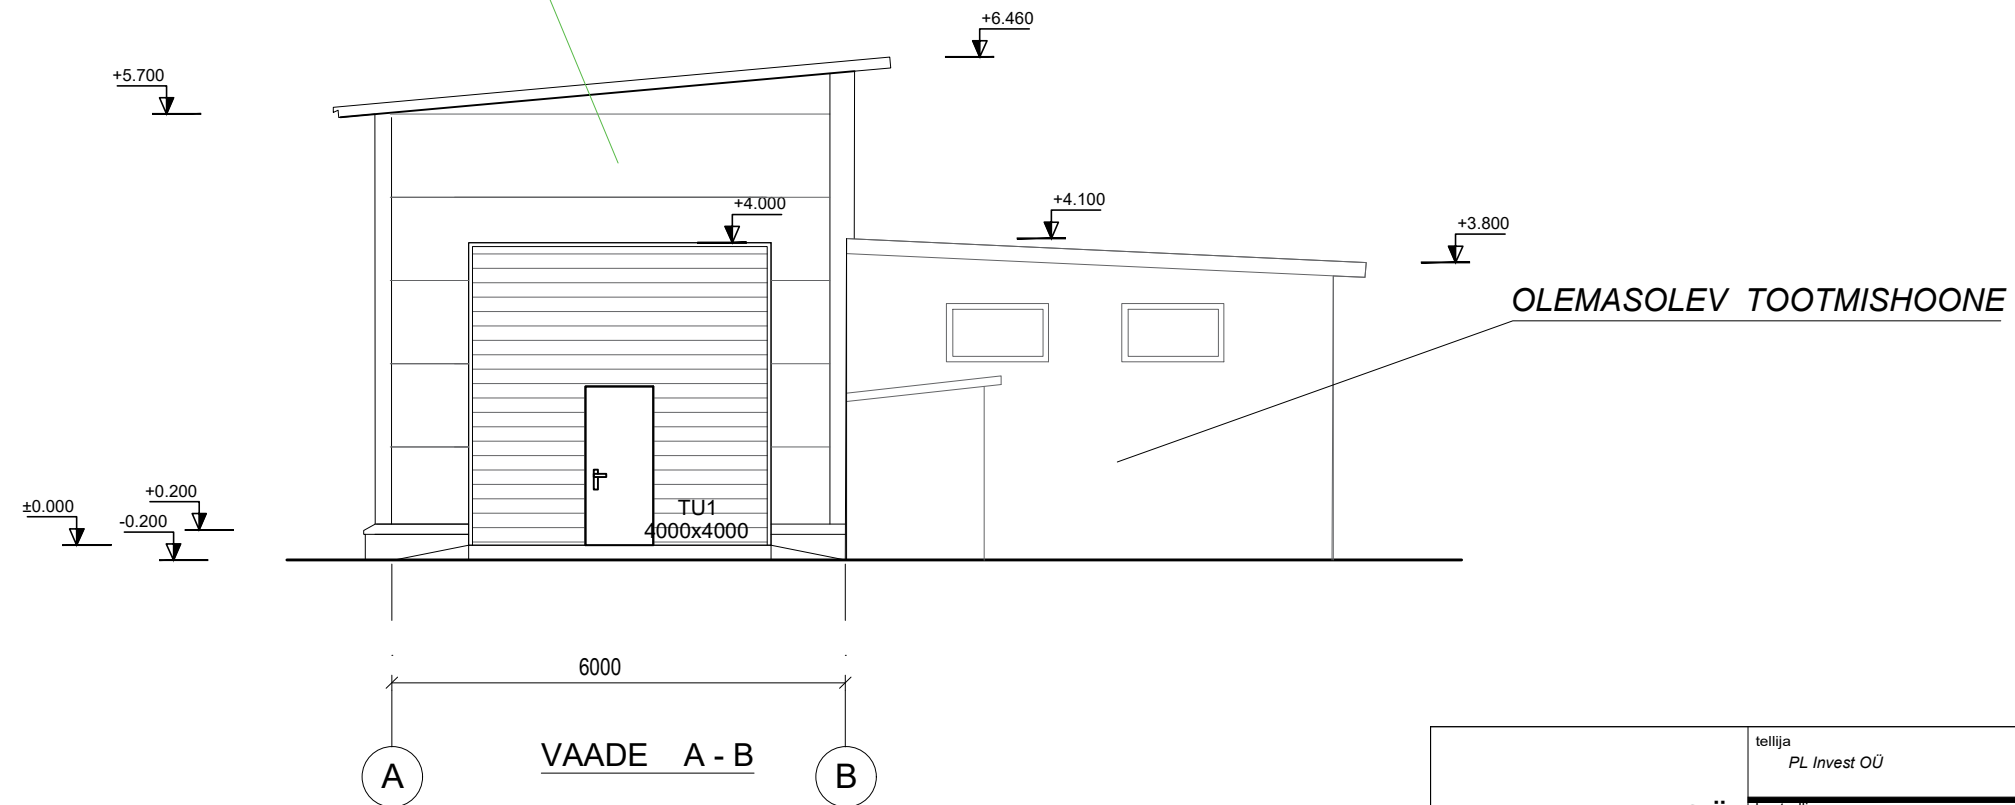 +6.460
+5.700
+4.000
+4.100
+3.800
OLEMASOLEV TOOTMISHOONE
±0.000
+0.200
-0.200
TU1
4000x4000
6000
VAADE A - B
A
B
tellija
PL Invest OÜ